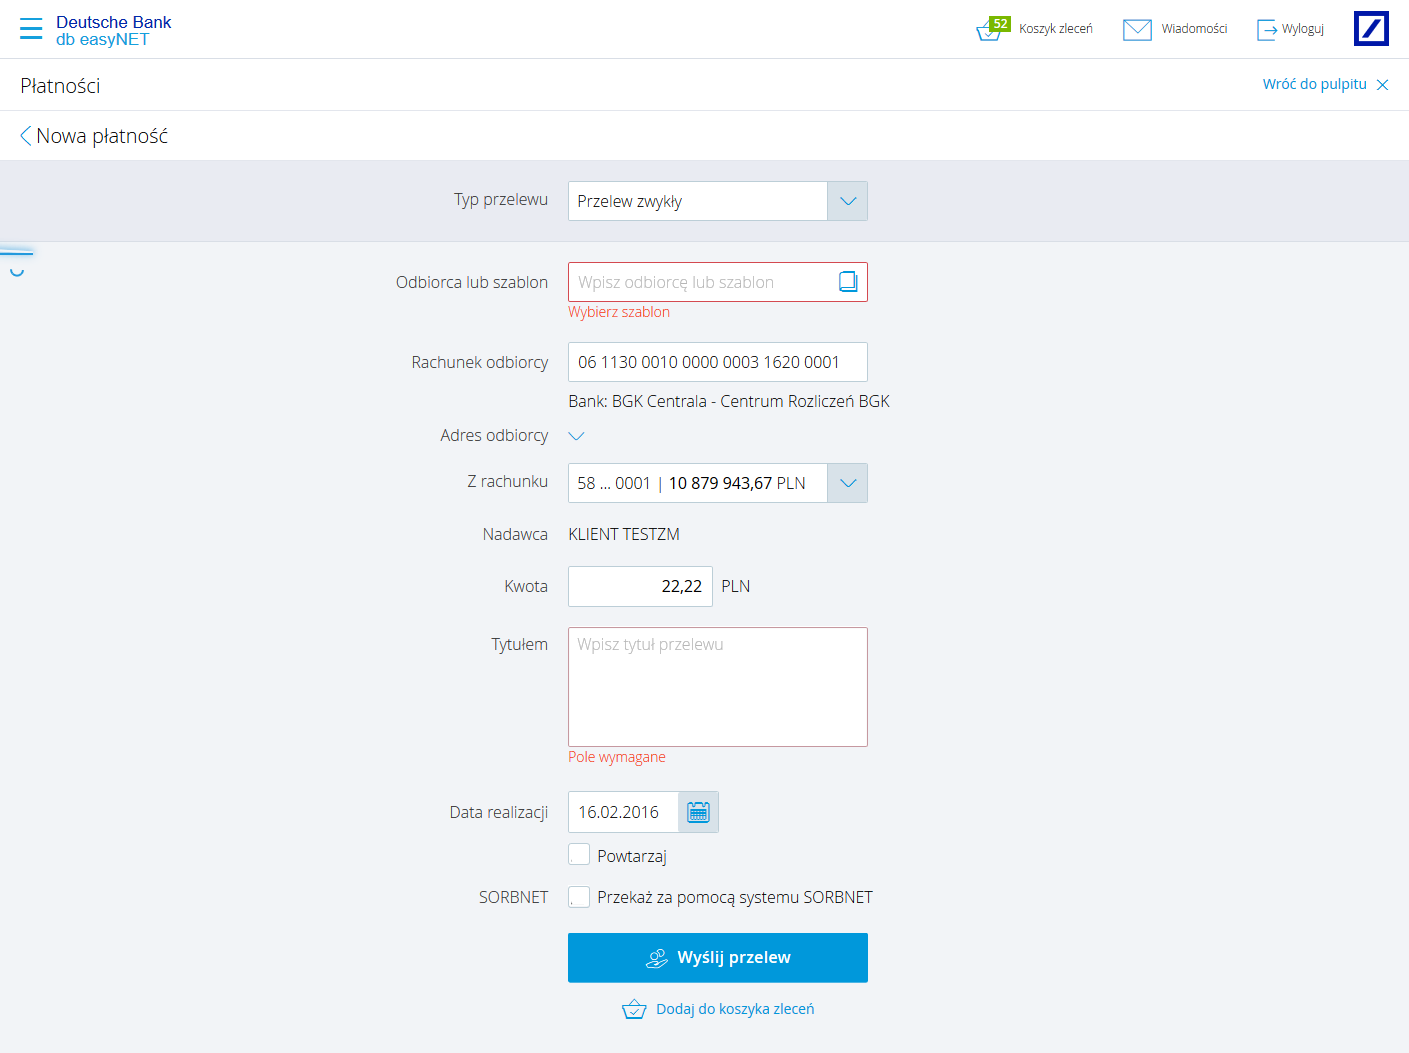 Deutsche Bank
db easyNET
52
Koszyk zleceń
Wiadomości
Wyloguj
Płatności
Wróć do pulpitu
Nowa płatność
Typ przelewu
Przelew zwykły
Odbiorca lub szablon
Wpisz odbiorcę lub szablon
Wybierz szablon
Rachunek odbiorcy
06 1130 0010 0000 0003 1620 0001
Bank: BGK Centrala - Centrum Rozliczeń BGK
Adres odbiorcy
Z rachunku
58 ... 0001 | 10 879 943,67 PLN
Nadawca
KLIENT TESTZM
Kwota
22,22 PLN
Tytułem
Wpisz tytuł przelewu
Pole wymagane
Data realizacji
16.02.2016
Powtarzaj
SORBNET
Przekaż za pomocą systemu SORBNET
Wyślij przelew
Dodaj do koszyka zleceń